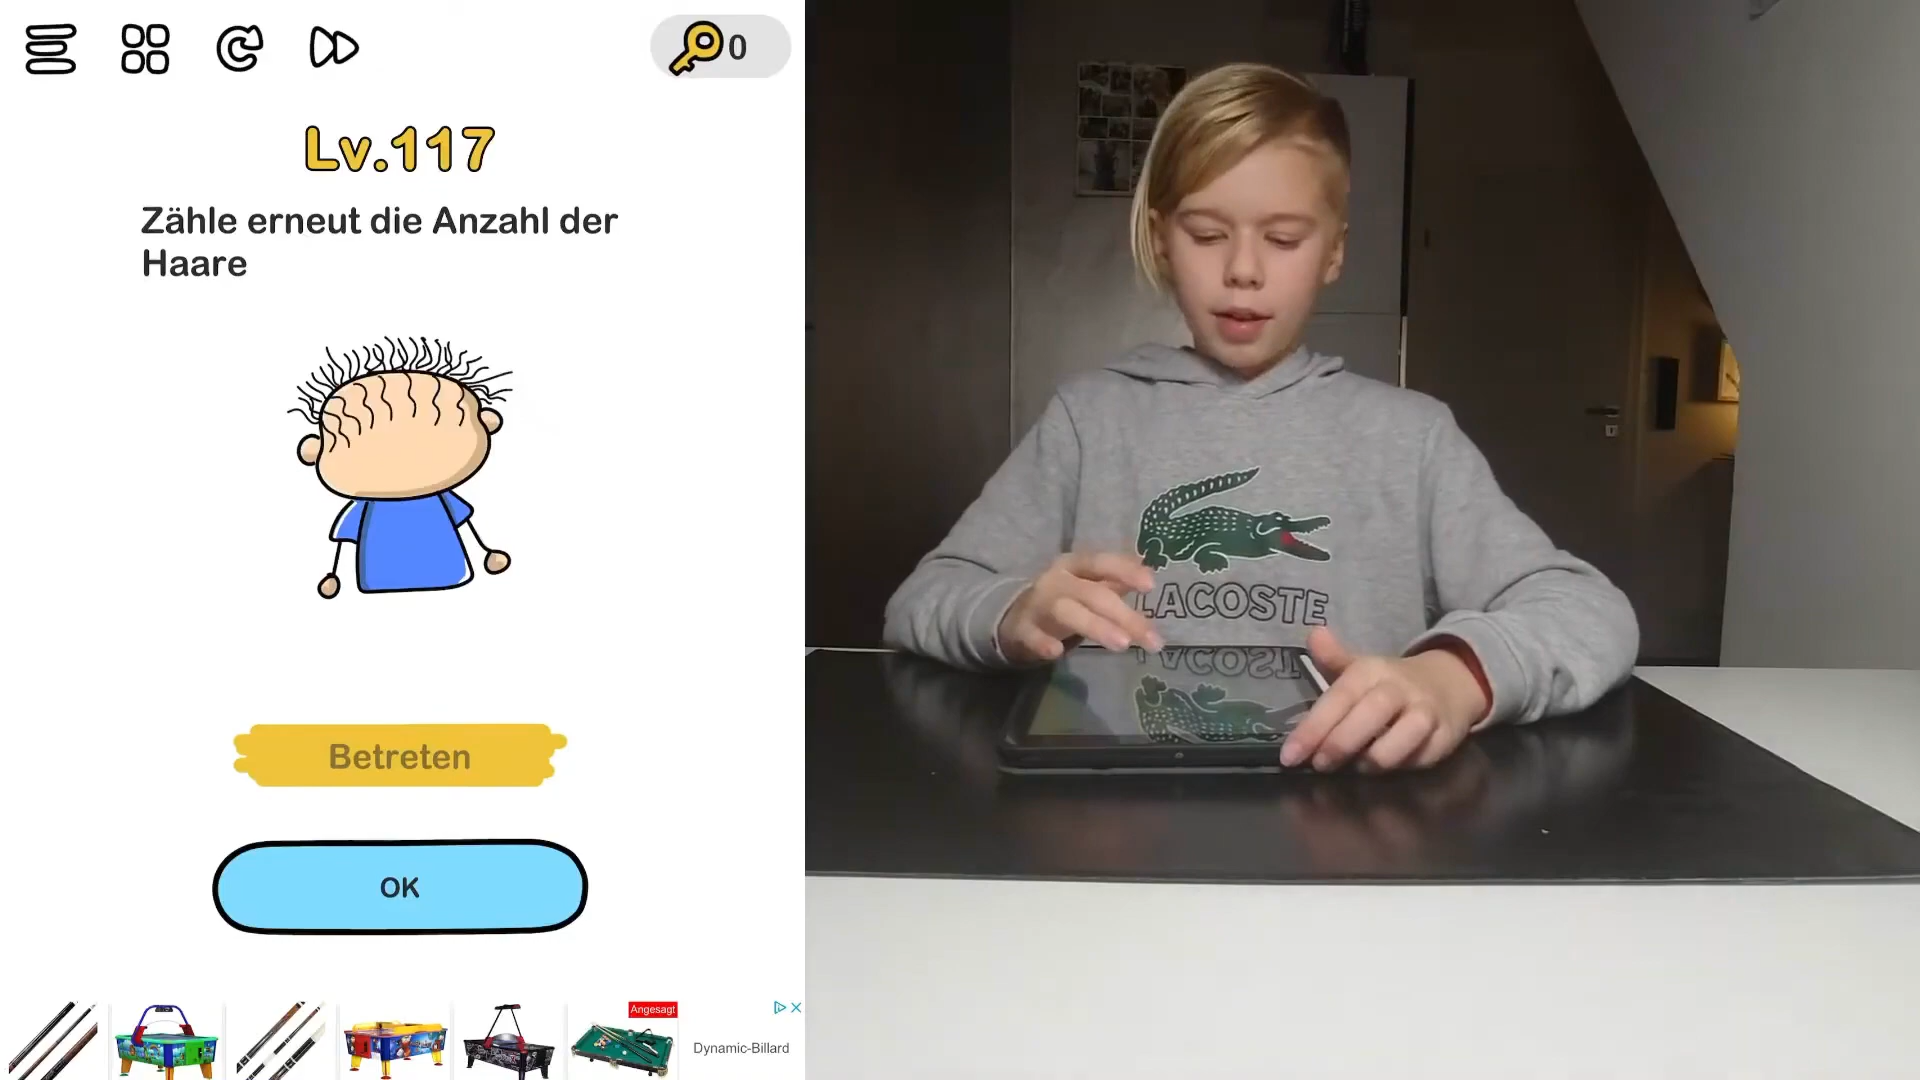 0
Lv.117
Zähle erneut die Anzahl der
Haare
Betreten
OK
Angesagt
Dynamic-Billard
LACOSTE